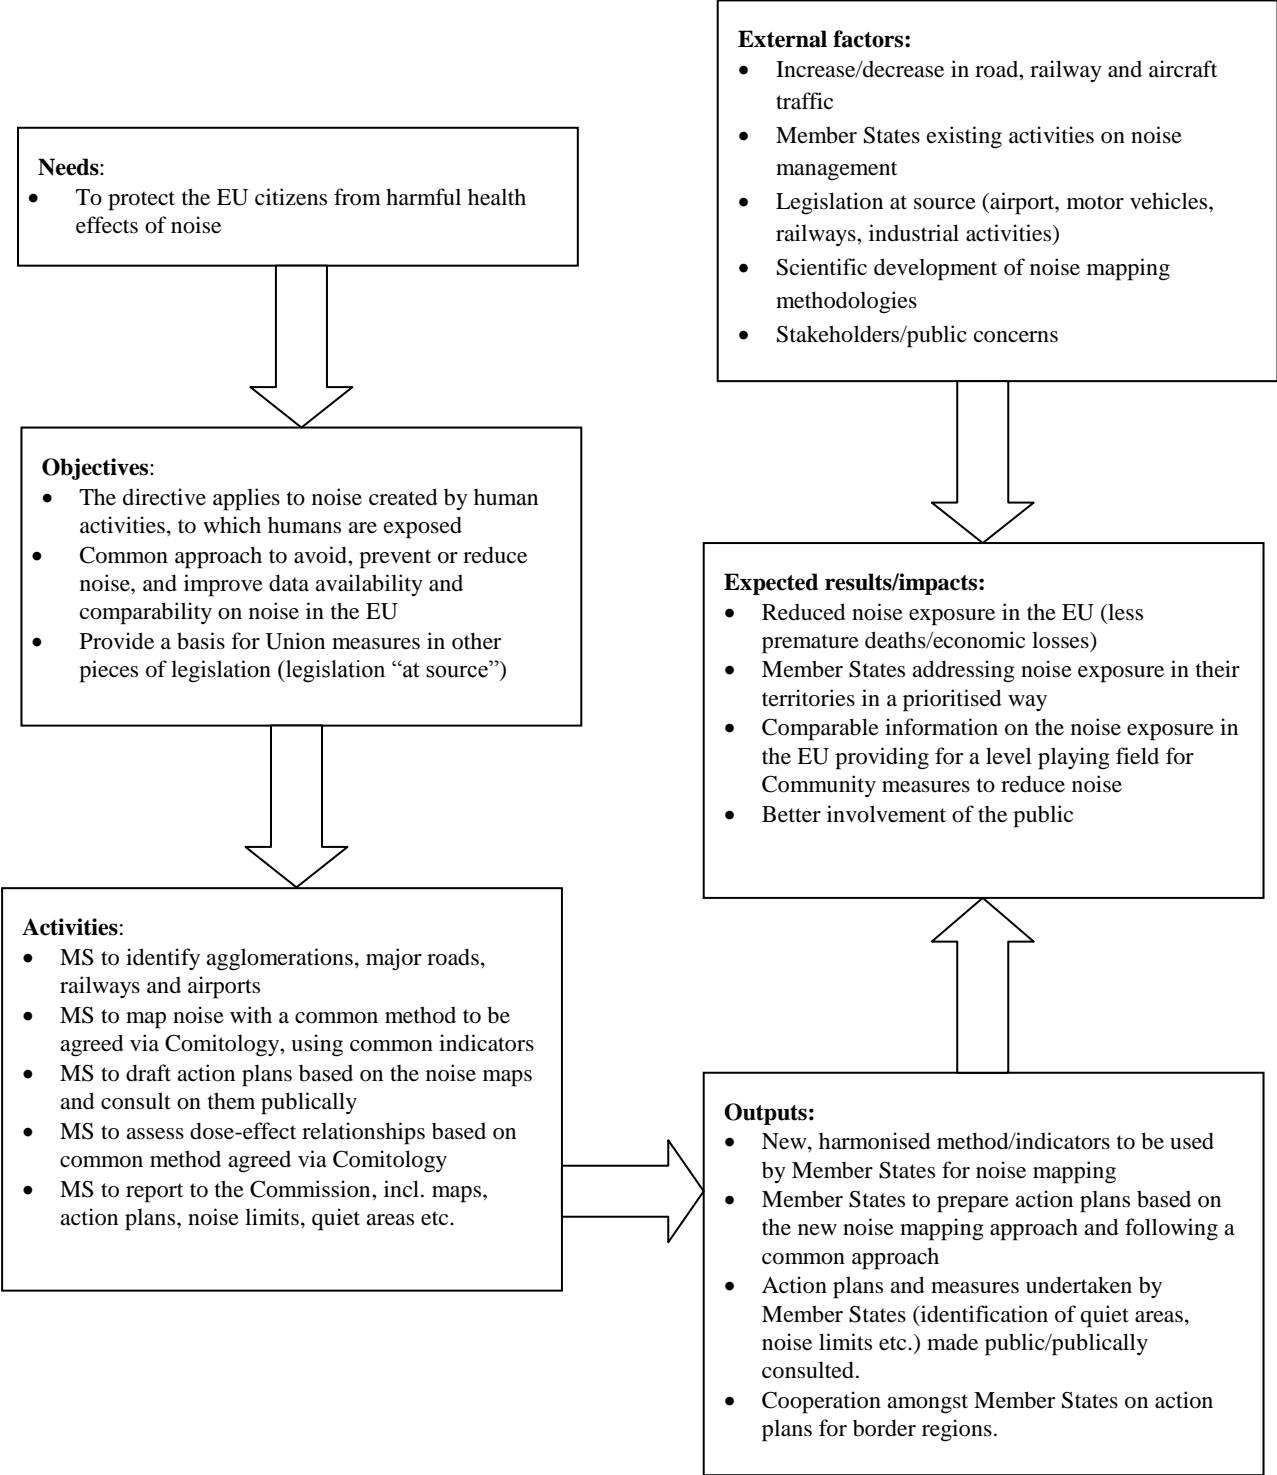 Needs:
• To protect the EU citizens from harmful health
effects of noise
Objectives:
• The directive applies to noise created by human
activities, to which humans are exposed
• Common approach to avoid, prevent or reduce
noise, and improve data availability and
comparability on noise in the EU
• Provide a basis for Union measures in other
pieces of legislation (legislation “at source”)
Activities:
• MS to identify agglomerations, major roads,
railways and airports
• MS to map noise with a common method to be
agreed via Comitology, using common indicators
• MS to draft action plans based on the noise maps
and consult on them publically
• MS to assess dose-effect relationships based on
common method agreed via Comitology
• MS to report to the Commission, incl. maps,
action plans, noise limits, quiet areas etc.
External factors:
• Increase/decrease in road, railway and aircraft
traffic
• Member States existing activities on noise
management
• Legislation at source (airport, motor vehicles,
railways, industrial activities)
• Scientific development of noise mapping
methodologies
• Stakeholders/public concerns
Expected results/impacts:
• Reduced noise exposure in the EU (less
premature deaths/economic losses)
• Member States addressing noise exposure in their
territories in a prioritised way
• Comparable information on the noise exposure in
the EU providing for a level playing field for
Community measures to reduce noise
• Better involvement of the public
Outputs:
• New, harmonised method/indicators to be used
by Member States for noise mapping
• Member States to prepare action plans based on
the new noise mapping approach and following a
common approach
• Action plans and measures undertaken by
Member States (identification of quiet areas,
noise limits etc.) made public/publically
consulted.
• Cooperation amongst Member States on action
plans for border regions.